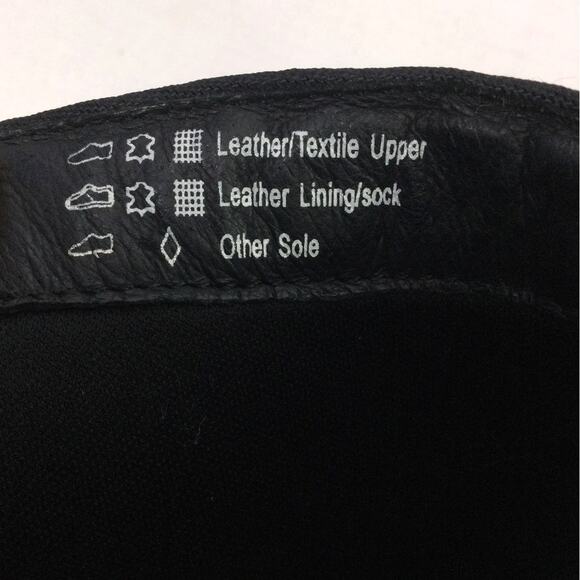 Leather/Textile Upper
Leather Lining/sock
Other Sole